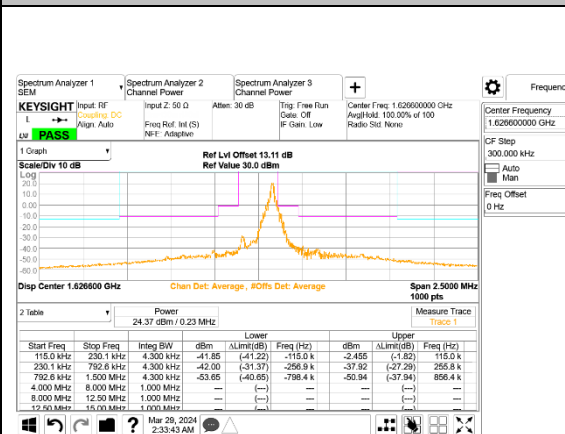 Spectrum Analyzer 1
SEM
Spectrum Analyzer 2
Channel Power
Spectrum Analyzer 3
Channel Power
+
Frequenc
KEYSIGHT
Input: RF
Coupling: DC
Align: Auto
Input Z: 50 Ω
Freq Ref: Int (S)
NFE: Adaptive
Atten: 30 dB
Trig: Free Run
Gate: Off
IF Gain: Low
Center Freq: 1.626600000 GHz
Avg|Hold: 100.00% of 100
Radio Std: None
PASS
Center Frequency
1.626600000 GHz
CF Step
300.000 kHz
Auto
Man
Freq Offset
0 Hz
1 Graph
Scale/Div 10 dB
Ref Lvl Offset 13.11 dB
Ref Value 30.0 dBm
Log
20.0
10.0
0.00
-10.0
-20.0
-30.0
-40.0
-50.0
-60.0
Disp Center 1.626600 GHz
Chan Det: Average, #Offs Det: Average
Span 2.5000 MHz
1000 pts
2 Table
Power
24.37 dBm / 0.23 MHz
Measure Trace
Trace 1
Lower Upper
Start Freq Stop Freq Integ BW dBm ΔLimit(dB) Freq (Hz) dBm ΔLimit(dB) Freq (Hz)
115.0 kHz 230.1 kHz 4.300 kHz -41.85 (-41.22) -115.0 k -2.455 (-1.82) 115.0 k
230.1 kHz 792.6 kHz 4.300 kHz -42.00 (-31.37) -256.9 k -37.92 (-27.29) 255.8 k
792.6 kHz 1.500 MHz 4.300 kHz -53.65 (-40.65) -798.4 k -50.94 (-37.94) 856.4 k
4.000 MHz 8.000 MHz 1.000 MHz --- (---) --- --- (---) ---
8.000 MHz 12.50 MHz 1.000 MHz --- (---) --- --- (---) ---
12.50 MHz 15.00 MHz 1.000 MHz --- (---) --- --- (---) ---
?
Mar 29, 2024
2:33:43 AM